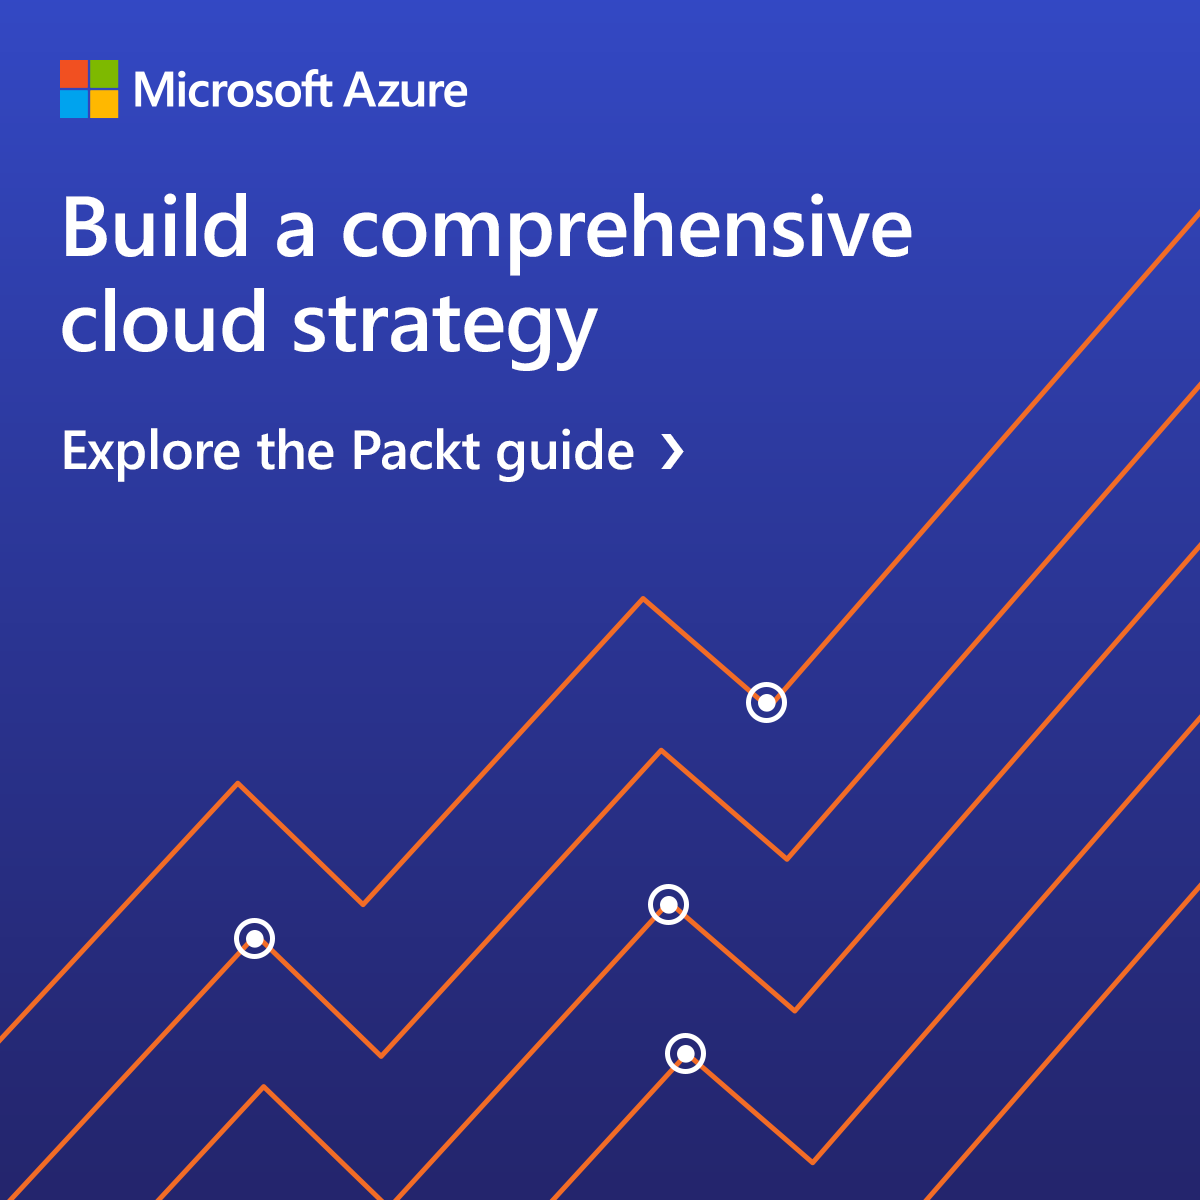 Microsoft Azure
Build a comprehensive
cloud strategy
Explore the Packt guide